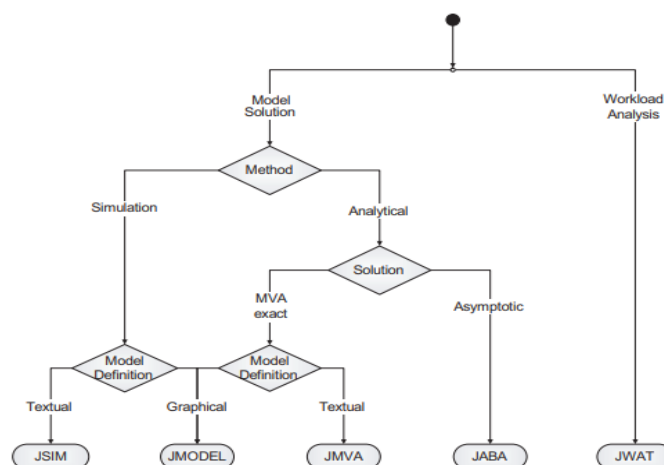 Model
Solution
Workload
Analysis
Method
Simulation
Analytical
Solution
MVA
exact
Asymptotic
Model
Definition
Model
Definition
Textual
Graphical
Textual
JSIM
JMODEL
JMVA
JABA
JWAT